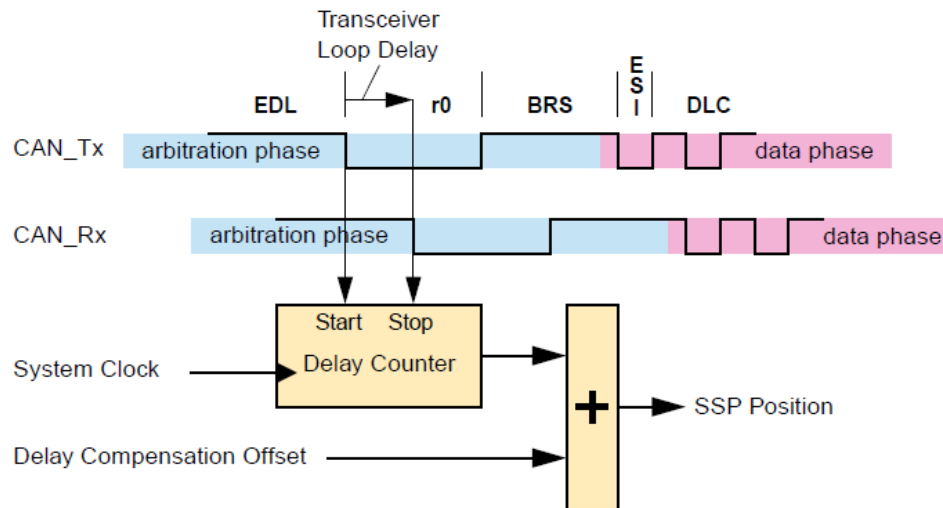 Transceiver
Loop Delay
EDL
r0
BRS
E
S
I
DLC
CAN_Tx
arbitration phase
data phase
CAN_Rx
arbitration phase
data phase
Start
Stop
Delay Counter
System Clock
+
SSP Position
Delay Compensation Offset